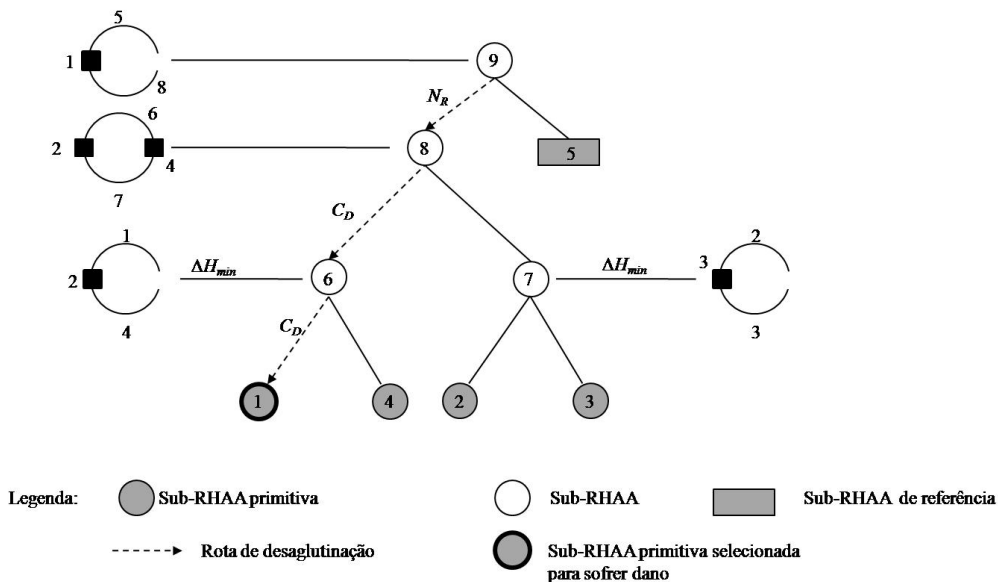 5
1
8
9
N_R
6
2
4
7
8
5
C_D
1
2
4
ΔH_min
6
7
ΔH_min
2
3
3
C_D
1
4
2
3
Legenda:
Sub-RHAA primitiva
Sub-RHAA
Sub-RHAA de referência
Rota de desaglutinação
Sub-RHAA primitiva selecionada
para sofrer dano